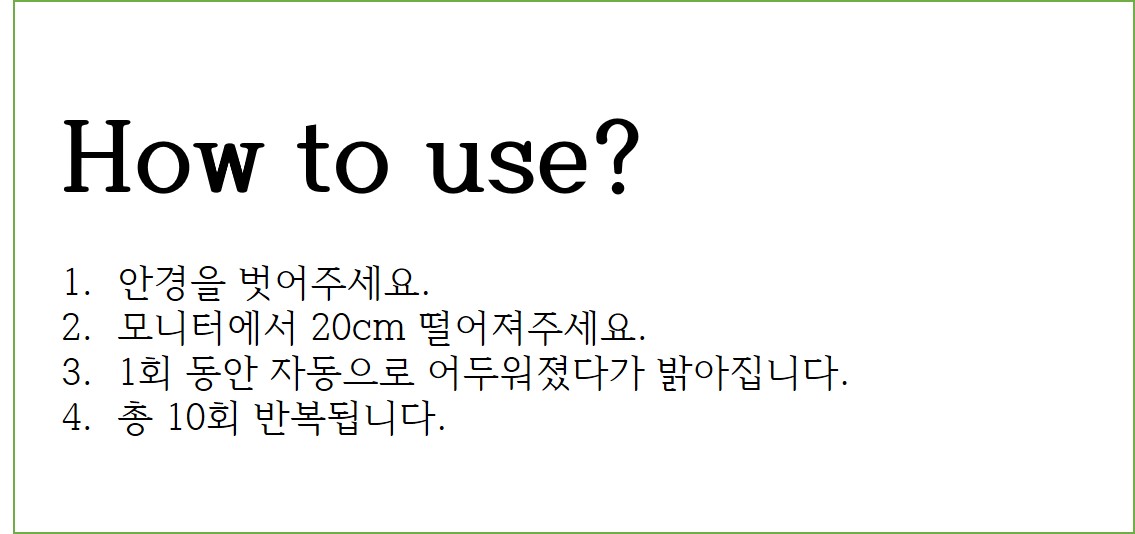 How to use?
1. 안경을 벗어주세요.
2. 모니터에서 20cm 떨어져주세요.
3. 1회 동안 자동으로 어두워졌다가 밝아집니다.
4. 총 10회 반복됩니다.